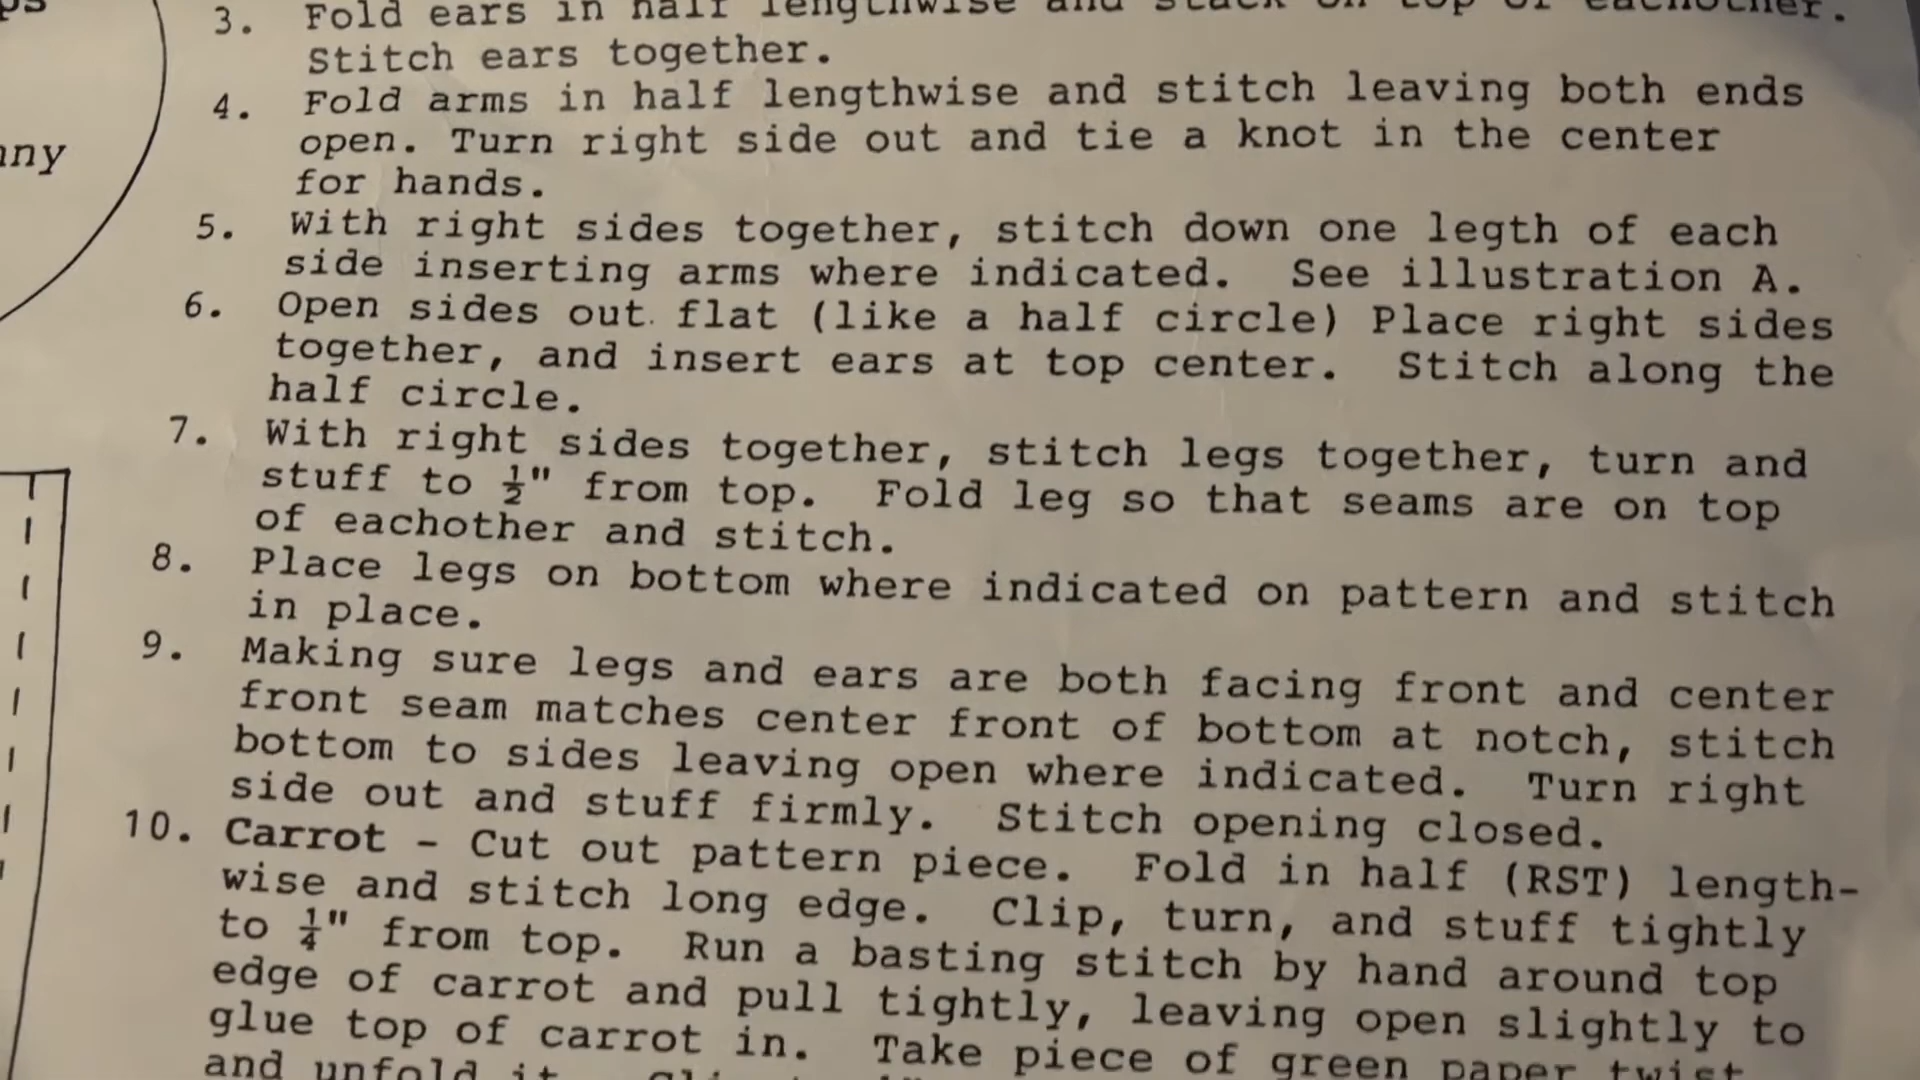 3. Fold ears in half lengthwise and stack on top of eachother.
Stitch ears together.
4. Fold arms in half lengthwise and stitch leaving both ends
open. Turn right side out and tie a knot in the center
for hands.
5. With right sides together, stitch down one legth of each
side inserting arms where indicated. See illustration A.
6. Open sides out flat (like a half circle) Place right sides
together, and insert ears at top center. Stitch along the
half circle.
7. With right sides together, stitch legs together, turn and
stuff to ½" from top. Fold leg so that seams are on top
of eachother and stitch.
8. Place legs on bottom where indicated on pattern and stitch
in place.
9. Making sure legs and ears are both facing front and center
front seam matches center front of bottom at notch, stitch
bottom to sides leaving open where indicated. Turn right
side out and stuff firmly. Stitch opening closed.
10. Carrot - Cut out pattern piece. Fold in half (RST) length-
wise and stitch long edge. Clip, turn, and stuff tightly
to ¼" from top. Run a basting stitch by hand around top
edge of carrot and pull tightly, leaving open slightly to
glue top of carrot in. Take piece of green paper twist
and unfold it.